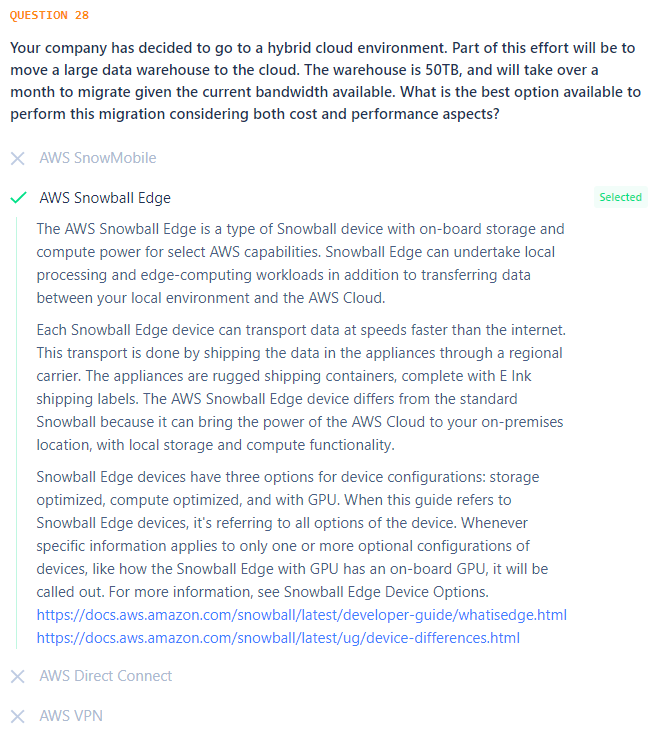 QUESTION 28
Your company has decided to go to a hybrid cloud environment. Part of this effort will be to
move a large data warehouse to the cloud. The warehouse is 50TB, and will take over a
month to migrate given the current bandwidth available. What is the best option available to
perform this migration considering both cost and performance aspects?
AWS SnowMobile
AWS Snowball Edge
Selected
The AWS Snowball Edge is a type of Snowball device with on-board storage and
compute power for select AWS capabilities. Snowball Edge can undertake local
processing and edge-computing workloads in addition to transferring data
between your local environment and the AWS Cloud.
Each Snowball Edge device can transport data at speeds faster than the internet.
This transport is done by shipping the data in the appliances through a regional
carrier. The appliances are rugged shipping containers, complete with E Ink
shipping labels. The AWS Snowball Edge device differs from the standard
Snowball because it can bring the power of the AWS Cloud to your on-premises
location, with local storage and compute functionality.
Snowball Edge devices have three options for device configurations: storage
optimized, compute optimized, and with GPU. When this guide refers to
Snowball Edge devices, it's referring to all options of the device. Whenever
specific information applies to only one or more optional configurations of
devices, like how the Snowball Edge with GPU has an on-board GPU, it will be
called out. For more information, see Snowball Edge Device Options.
https://docs.aws.amazon.com/snowball/latest/developer-guide/whatisedge.html
https://docs.aws.amazon.com/snowball/latest/ug/device-differences.html
AWS Direct Connect
AWS VPN